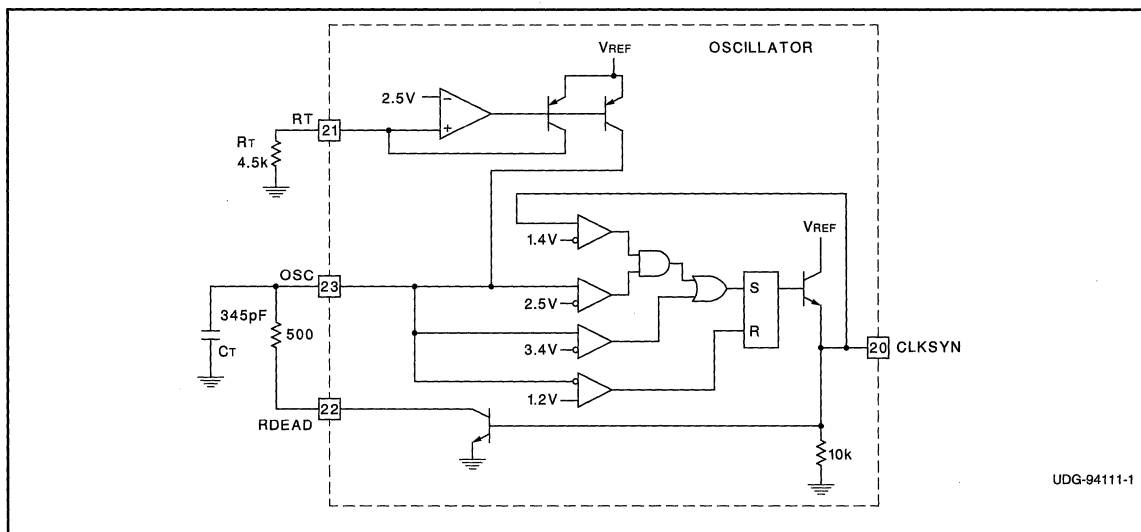 OSCILLATOR
VREF
2.5V
−
+
RT
21
RT
4.5k
VREF
1.4V
OSC
23
2.5V
S
345pF
500
3.4V
R
CT
20 CLKSYN
1.2V
22
RDEAD
10k
UDG-94111-1